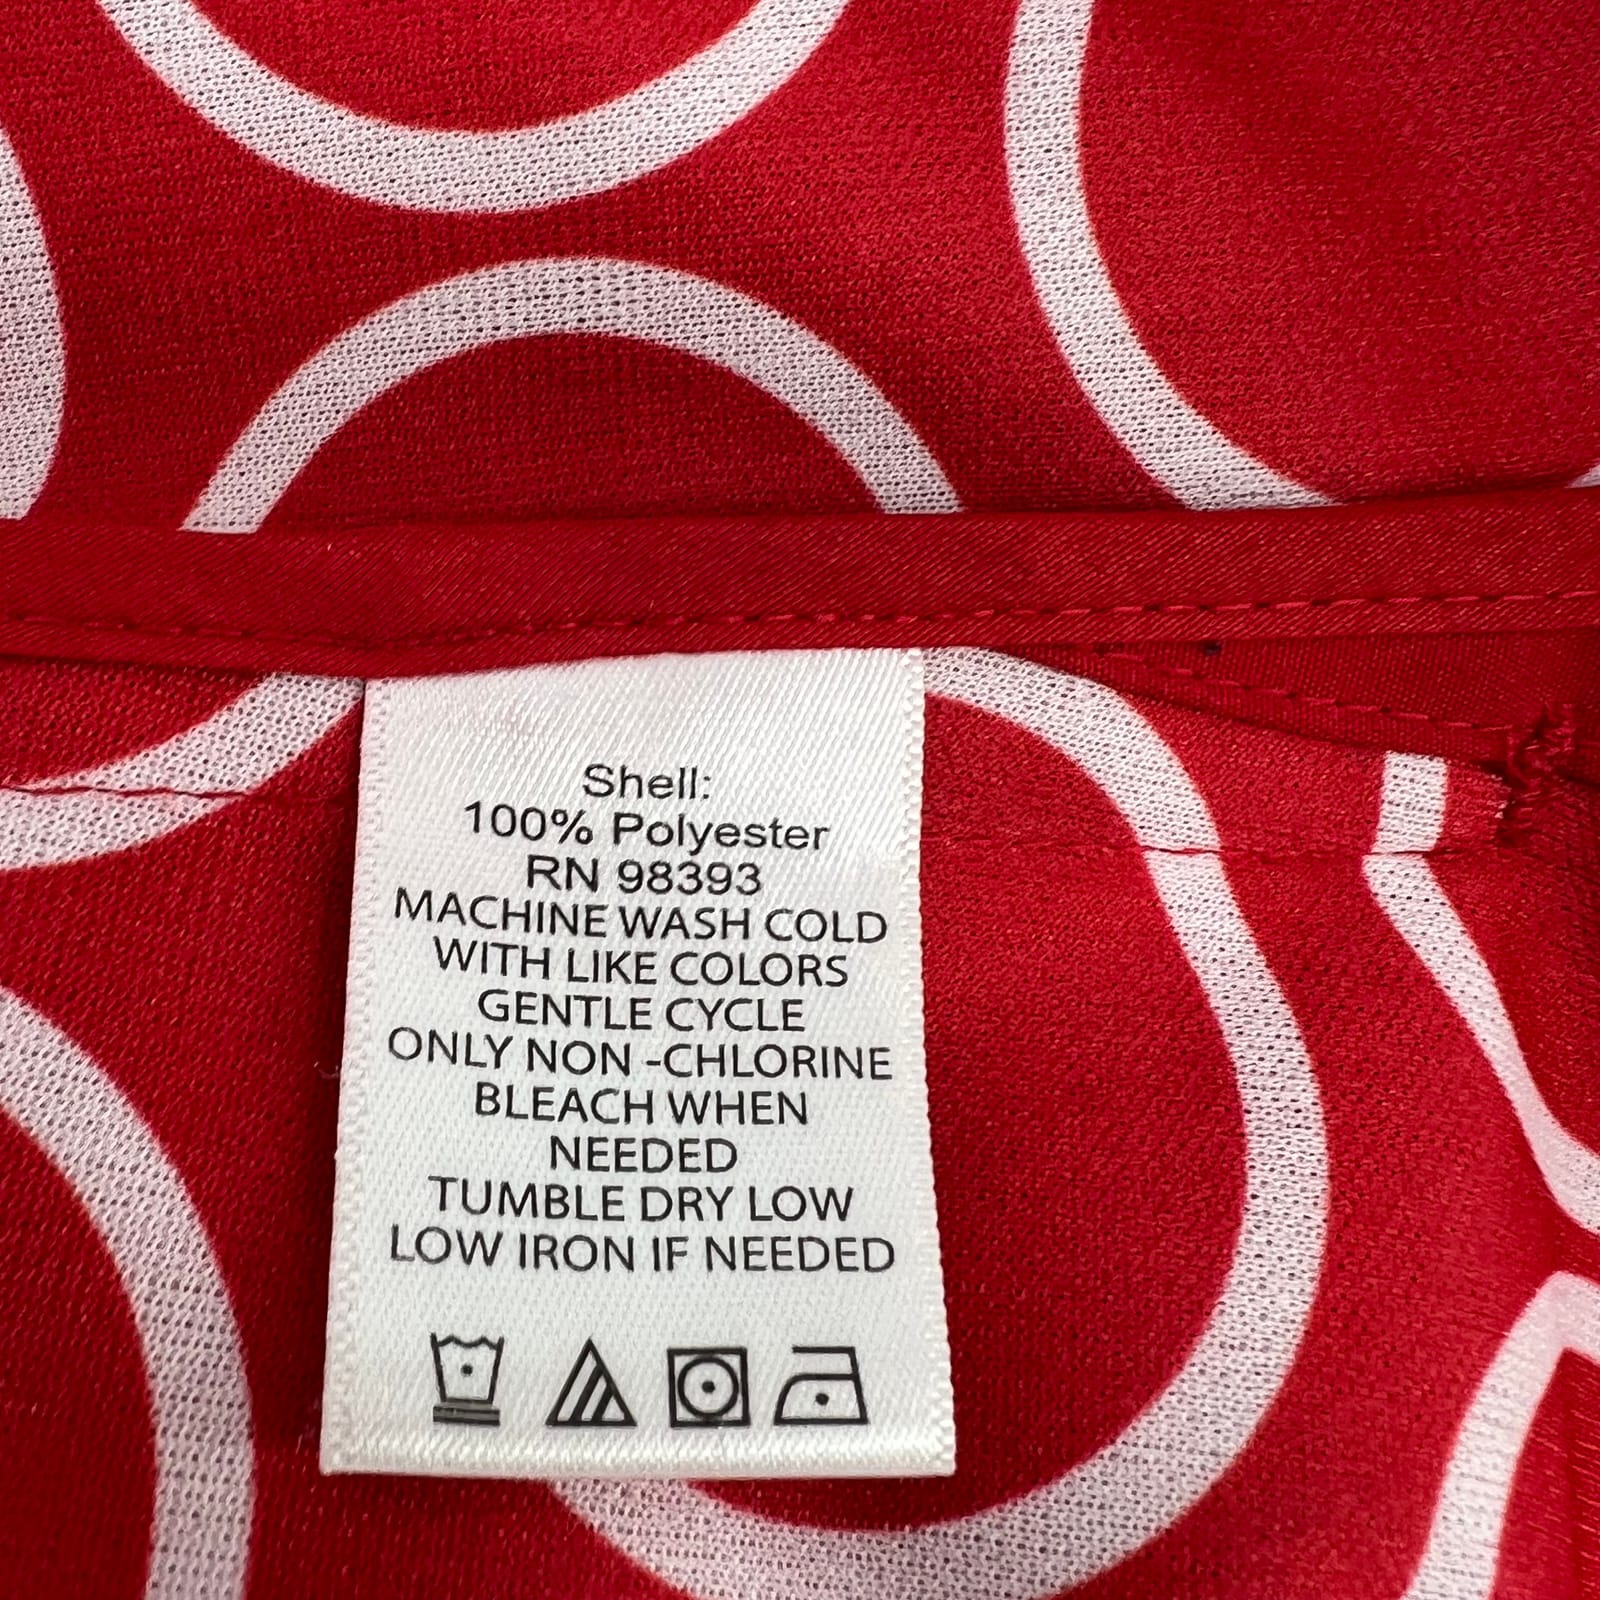 Shell:
100% Polyester
RN 98393
MACHINE WASH COLD
WITH LIKE COLORS
GENTLE CYCLE
ONLY NON -CHLORINE
BLEACH WHEN
NEEDED
TUMBLE DRY LOW
LOW IRON IF NEEDED